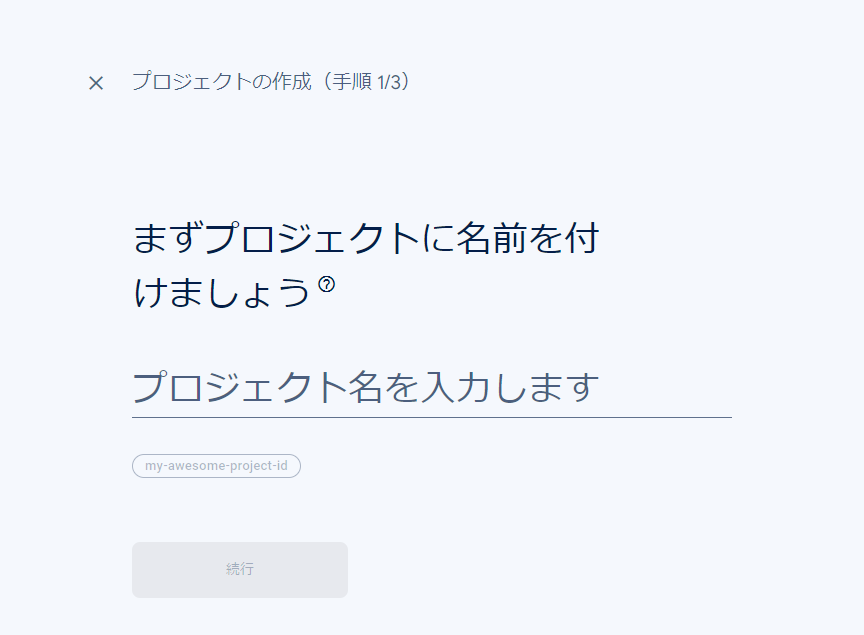 プロジェクトの作成（手順 1/3）
まずプロジェクトに名前を付
けましょう
プロジェクト名を入力します
my-awesome-project-id
続行